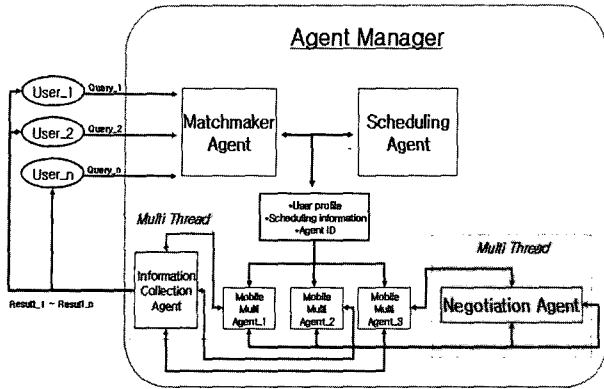 Agent Manager
User_1
Query_1
User_2
Query_2
User_n
Query_n
Matchmaker
Agent
Scheduling
Agent
•User profile
•Scheduling information
•Agent ID
Multi Thread
Multi Thread
Information
Collection
Agent
Mobile
Multi
Agent_1
Mobile
Multi
Agent_2
Mobile
Multi
Agent_3
Negotiation Agent
Result_1 ~ Result_n